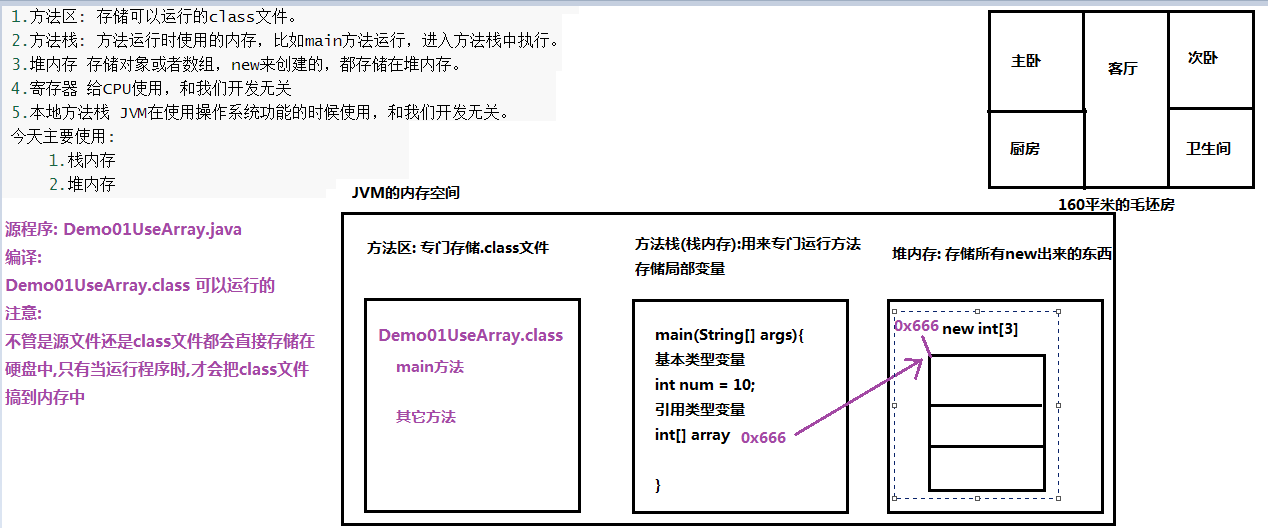 1.方法区: 存储可以运行的class文件。
2.方法栈: 方法运行时使用的内存，比如main方法运行，进入方法栈中执行。
3.堆内存 存储对象或者数组，new来创建的，都存储在堆内存。
4.寄存器 给CPU使用，和我们开发无关
5.本地方法栈 JVM在使用操作系统功能的时候使用，和我们开发无关。
今天主要使用:
1.栈内存
2.堆内存
主卧
客厅
次卧
厨房
卫生间
160平米的毛坯房
源程序: Demo01UseArray.java
编译:
Demo01UseArray.class 可以运行的
注意:
不管是源文件还是class文件都会直接存储在
硬盘中,只有当运行程序时,才会把class文件
搞到内存中
JVM的内存空间
方法区: 专门存储.class文件
Demo01UseArray.class
main方法
其它方法
方法栈(栈内存):用来专门运行方法
存储局部变量
main(String[] args){
基本类型变量
int num = 10;
引用类型变量
int[] array 0x666
}
堆内存: 存储所有new出来的东西
0x666 new int[3]